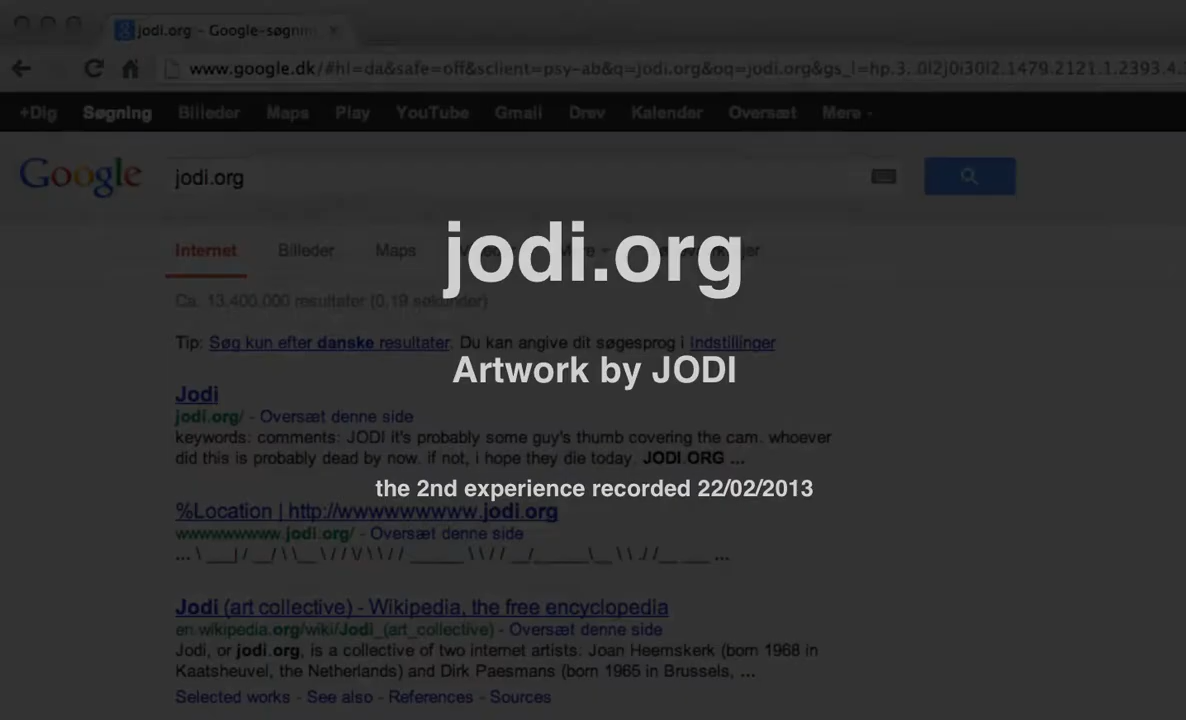 jodi.org - Google-søgnin
www.google.dk/#hl=da&safe=off&sclient=psy-ab&q=jodi.org&oq=jodi.org&gs_l=hp.3..0l2j0i30l2.1479.2121.1.2393.4.
+Dig Søgning Billeder Maps Play YouTube Gmail Drev Kalender Oversæt Mere
Google jodi.org
jodi.org
Internet Billeder Maps
Ca. 13.400.000 resultater (0,19 sekunder)
Tip: Søg kun efter danske resultater. Du kan angive dit søgesprog i Indstillinger
Artwork by JODI
Jodi
jodi.org/ - Oversæt denne side
keywords: comments: JODI it's probably some guy's thumb covering the cam. whoever
did this is probably dead by now. if not, i hope they die today. JODI.ORG ...
the 2nd experience recorded 22/02/2013
%Location | http://wwwwwwwww.jodi.org
wwwwwwwww.jodi.org/ - Oversæt denne side
Jodi (art collective) - Wikipedia, the free encyclopedia
en.wikipedia.org/wiki/Jodi_(art_collective) - Oversæt denne side
Jodi, or jodi.org, is a collective of two internet artists. Joan Heemskerk (born 1968 in
Kaatsheuvel, the Netherlands) and Dirk Paesmans (born 1965 in Brussels, ...
Selected works - See also - References - Sources